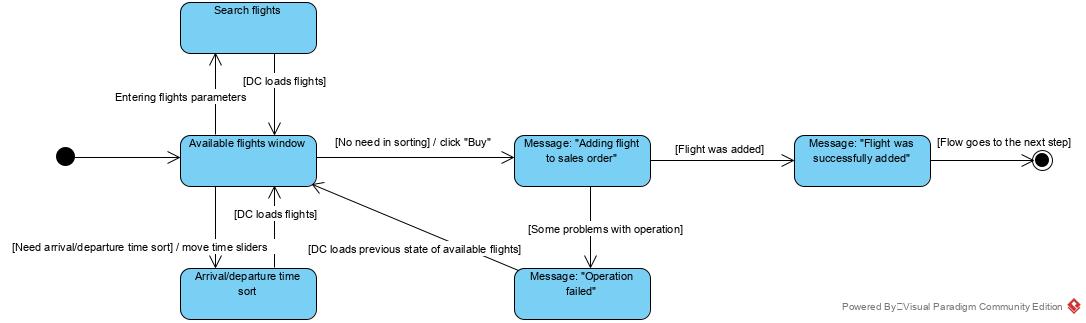 Search flights
[DC loads flights]
Entering flights parameters
Available flights window
[No need in sorting] / click "Buy"
Message: "Adding flight
to sales order"
[Flight was added]
Message: "Flight was
successfully added"
[Flow goes to the next step]
[DC loads flights]
[Need arrival/departure time sort] / move time sliders
[DC loads previous state of available flights]
[Some problems with operation]
Arrival/departure time
sort
Message: "Operation
failed"
Powered By Visual Paradigm Community Edition